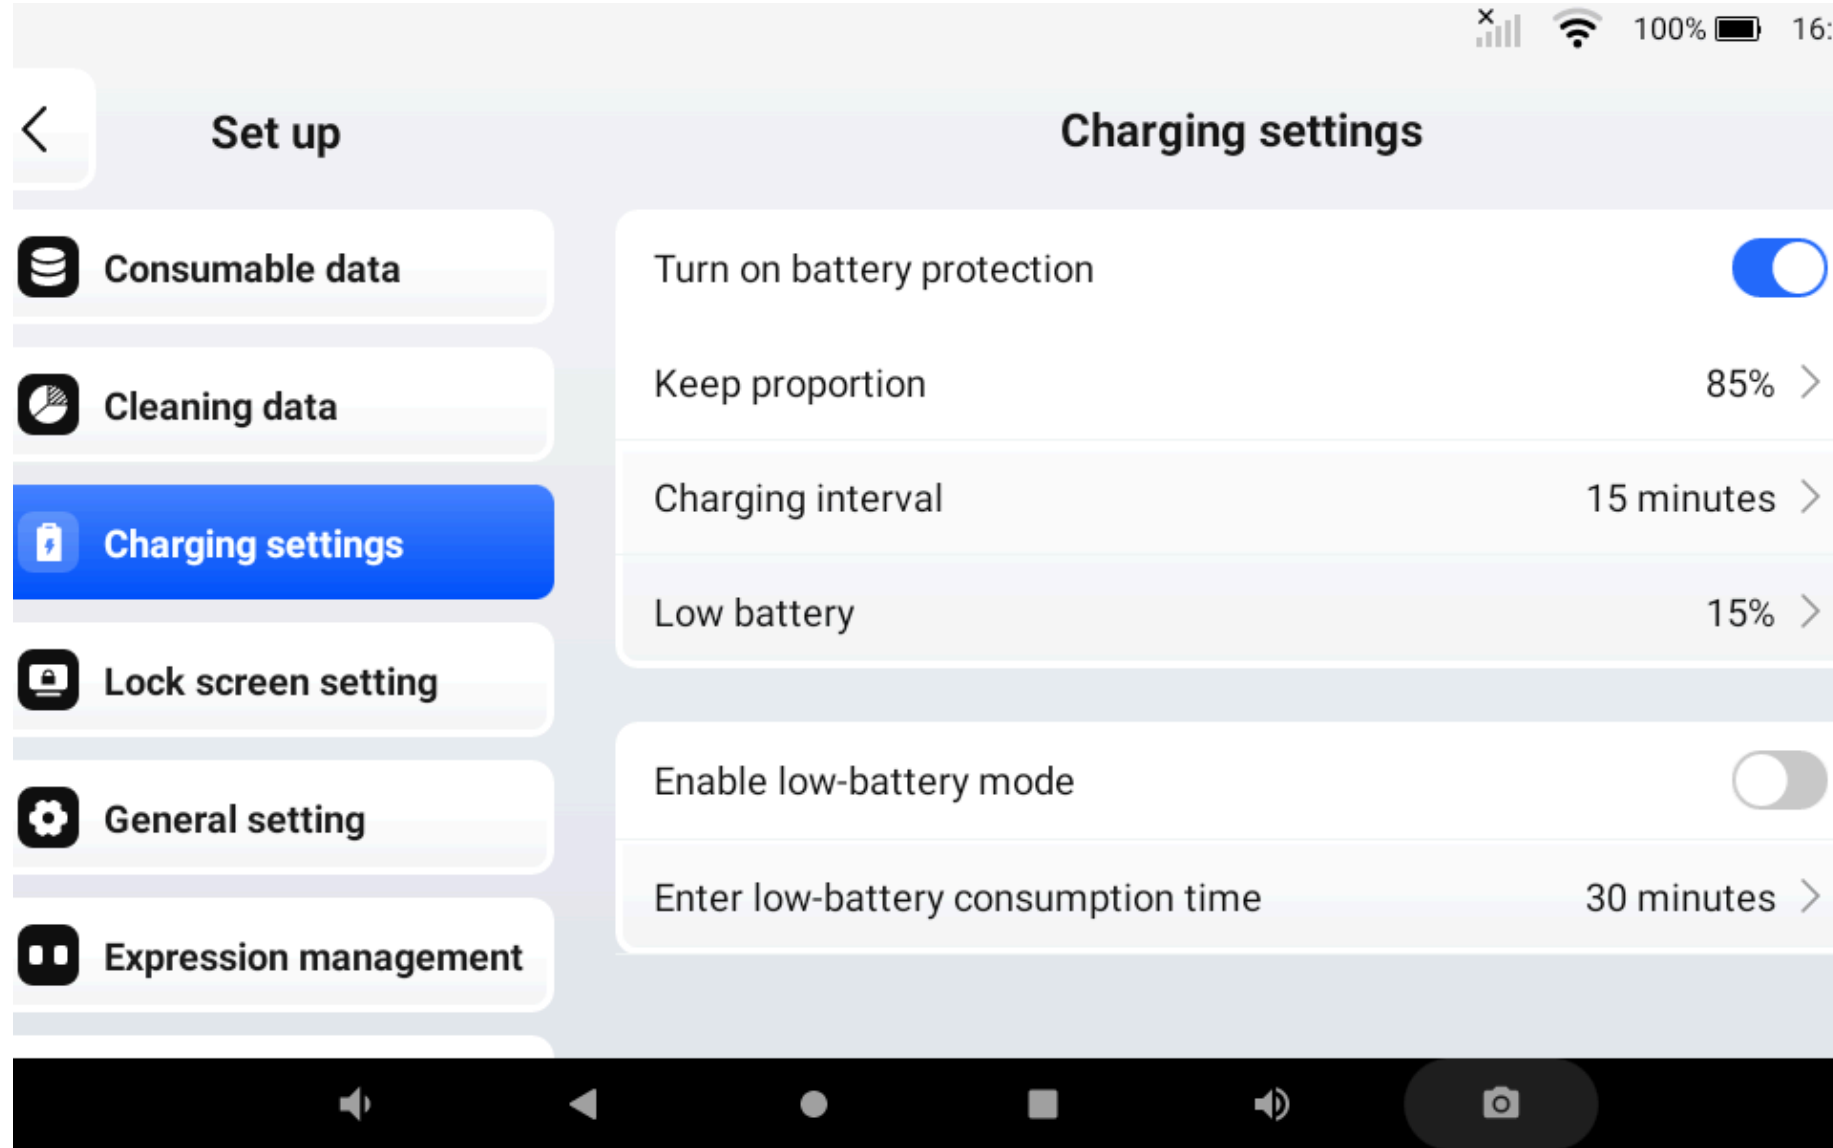 100% 16:
Set up
Charging settings
Consumable data
Cleaning data
Charging settings
Lock screen setting
General setting
Expression management
Turn on battery protection
Keep proportion 85%
Charging interval 15 minutes
Low battery 15%
Enable low-battery mode
Enter low-battery consumption time 30 minutes